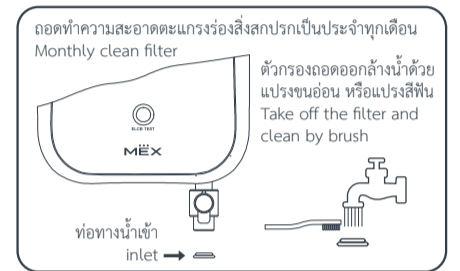 ถอดทำความสะอาดตะแกรงร่องสิ่งสกปรกเป็นประจำทุกเดือน
Monthly clean filter
ตัวกรองถอดออกล้างน้ำด้วย
แปรงขนอ่อน หรือแปรงสีฟัน
Take off the filter and
clean by brush
ELCB TEST
MËX
ท่อทางน้ำเข้า
inlet